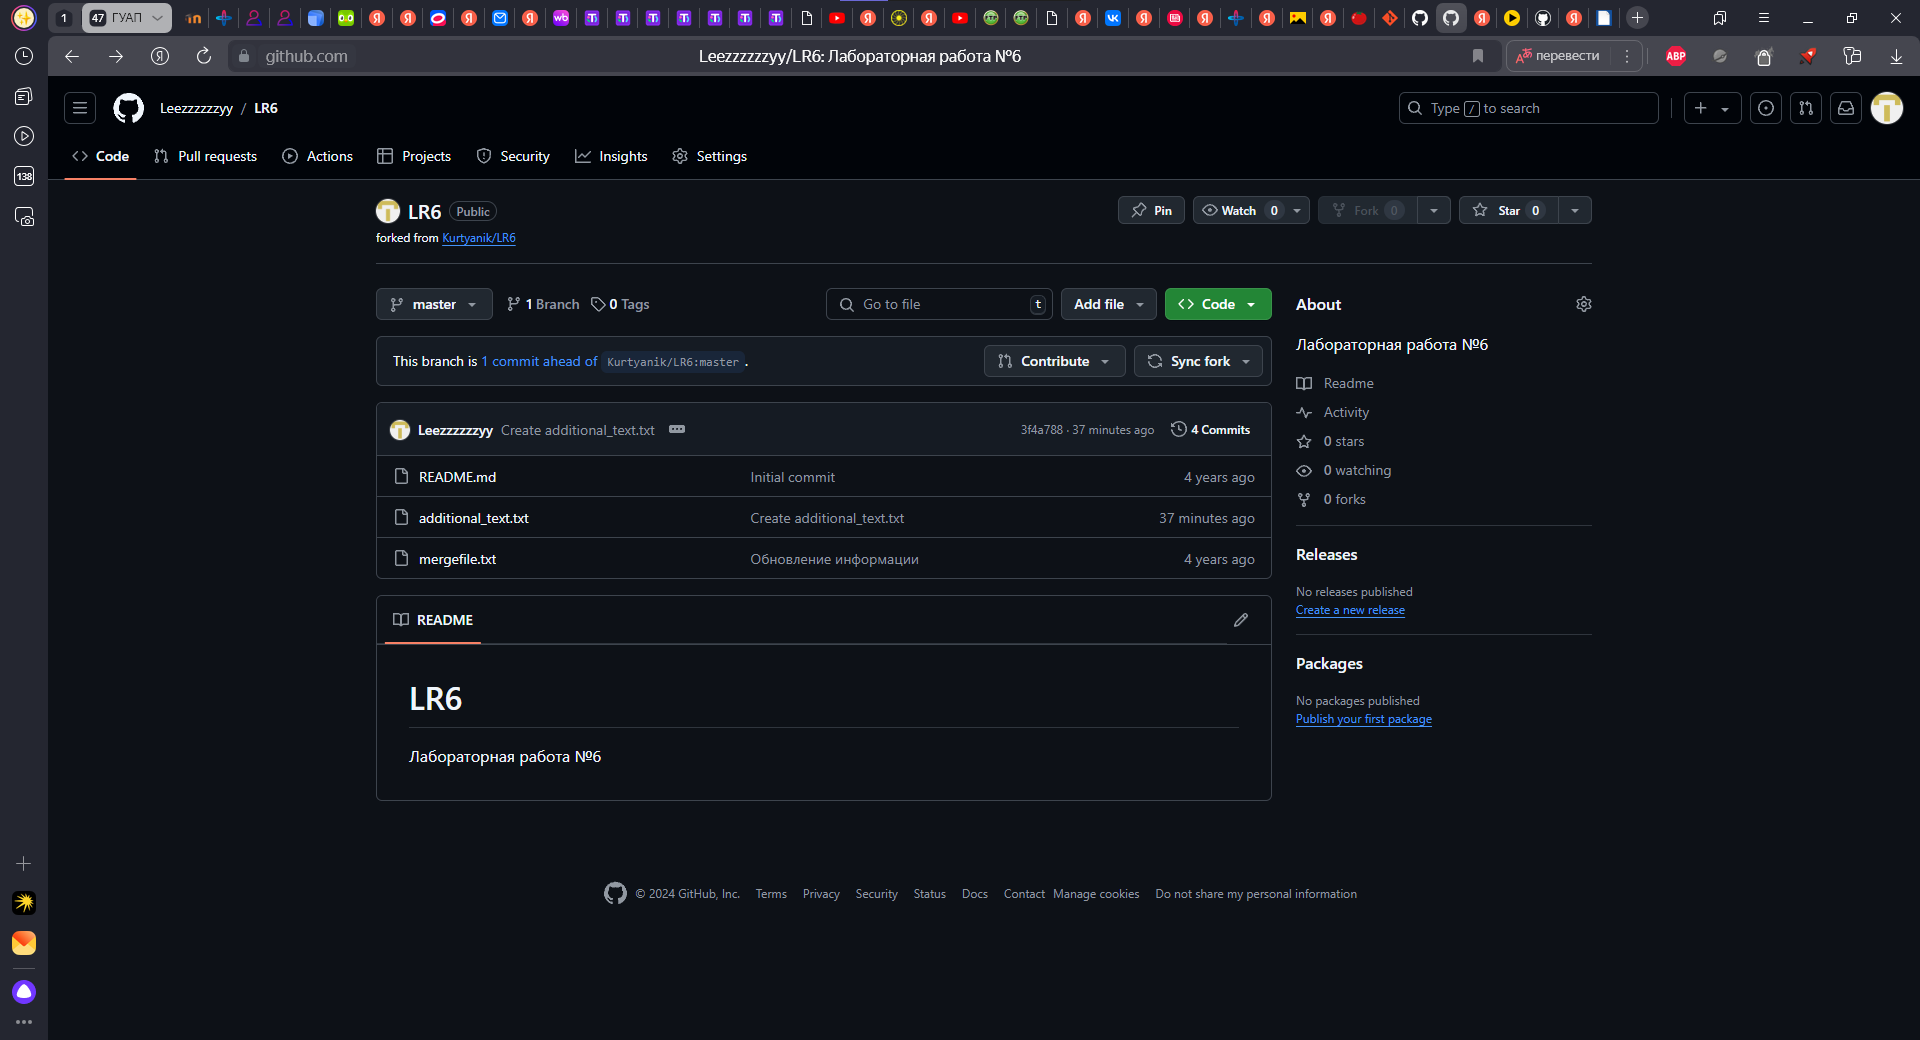 1
47 ГУАП
github.com
Leezzzzzzyy/LR6: Лабораторная работа №6
перевести
ABP
138
Leezzzzzzyy / LR6
Type / to search
Code
Pull requests
Actions
Projects
Security
Insights
Settings
LR6 Public
Pin
Watch 0
Fork 0
Star 0
forked from Kurtyanik/LR6
master
1 Branch
0 Tags
Go to file t
Add file
Code
About
Лабораторная работа №6
This branch is 1 commit ahead of Kurtyanik/LR6:master .
Contribute
Sync fork
Readme
Activity
0 stars
0 watching
0 forks
Leezzzzzzyy Create additional_text.txt
3f4a788 · 37 minutes ago
4 Commits
README.md Initial commit 4 years ago
additional_text.txt Create additional_text.txt 37 minutes ago
mergefile.txt Обновление информации 4 years ago
Releases
No releases published
Create a new release
README
Packages
No packages published
Publish your first package
LR6
Лабораторная работа №6
© 2024 GitHub, Inc. Terms Privacy Security Status Docs Contact Manage cookies Do not share my personal information